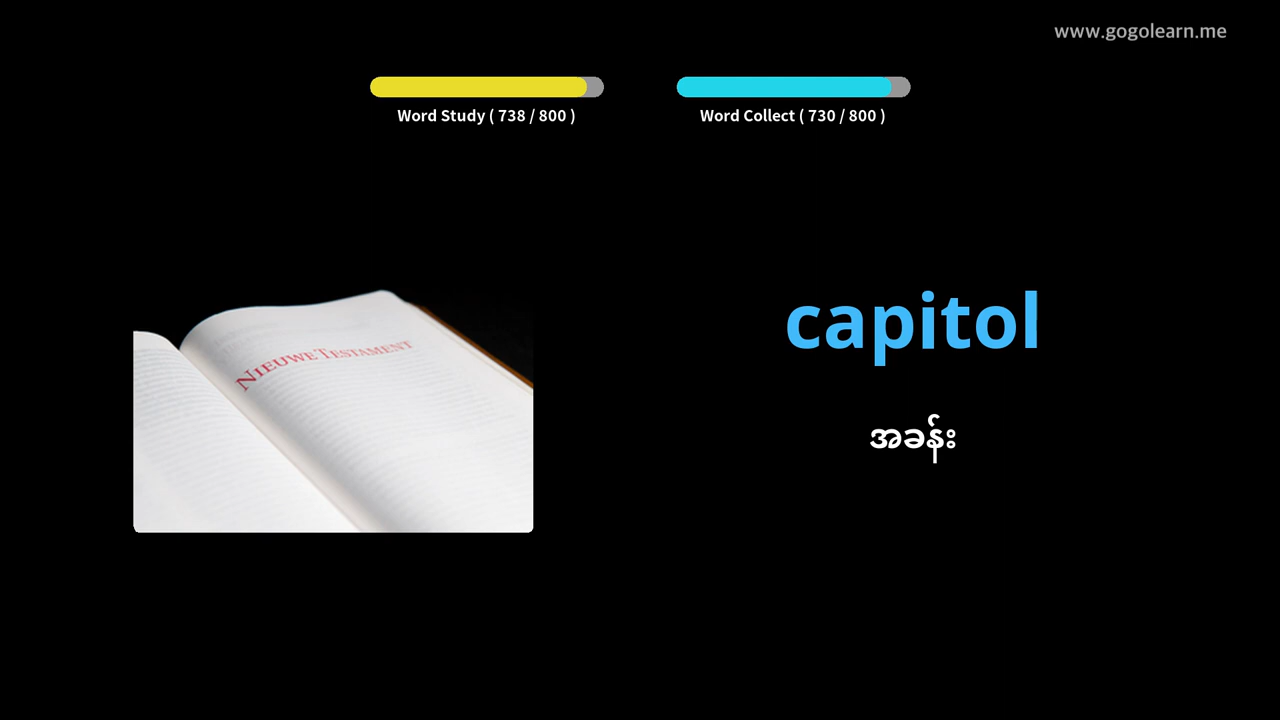 www.gogolearn.me
Word Study ( 738 / 800 )
Word Collect ( 730 / 800 )
NIEUWE TESTAMENT
capitol
အခန်း